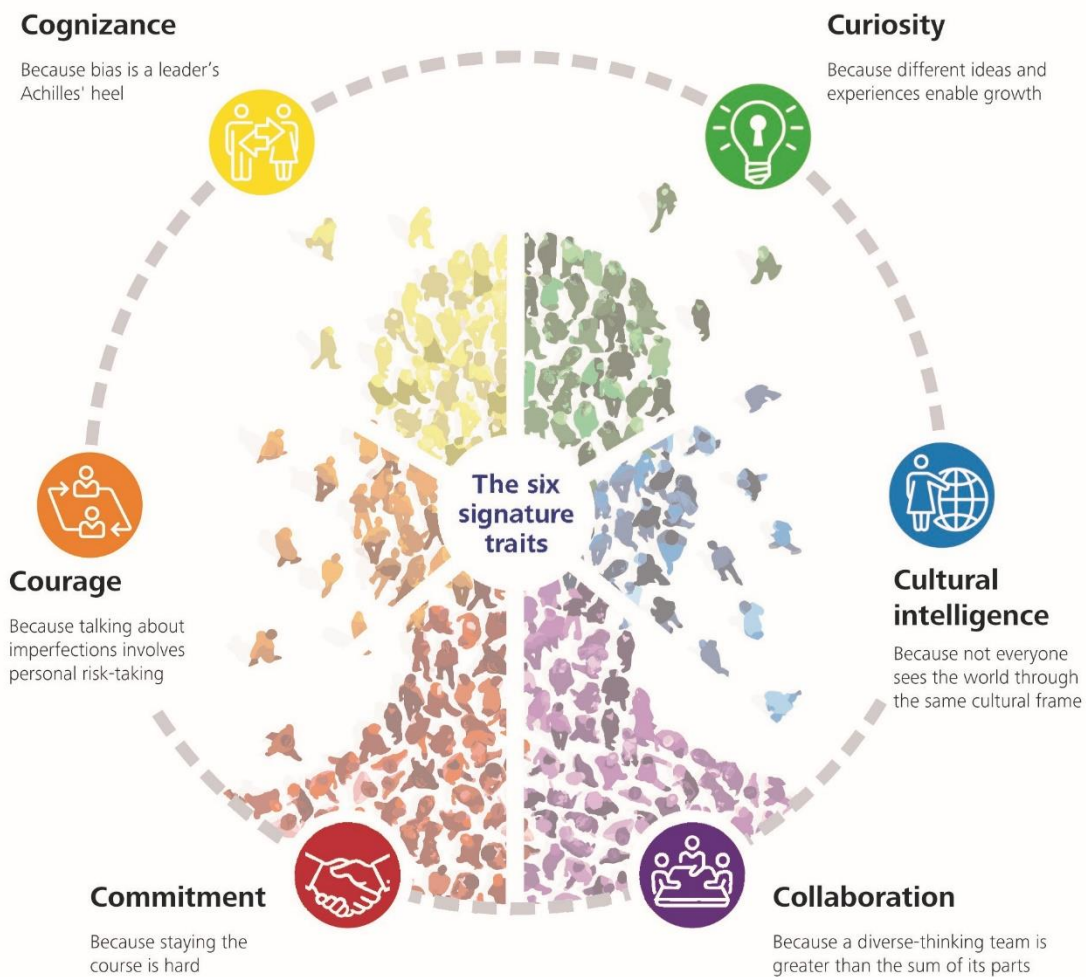 Cognizance
Because bias is a leader's
Achilles' heel
Curiosity
Because different ideas and
experiences enable growth
The six
signature
traits
Courage
Because talking about
imperfections involves
personal risk-taking
Cultural
intelligence
Because not everyone
sees the world through
the same cultural frame
Commitment
Because staying the
course is hard
Collaboration
Because a diverse-thinking team is
greater than the sum of its parts